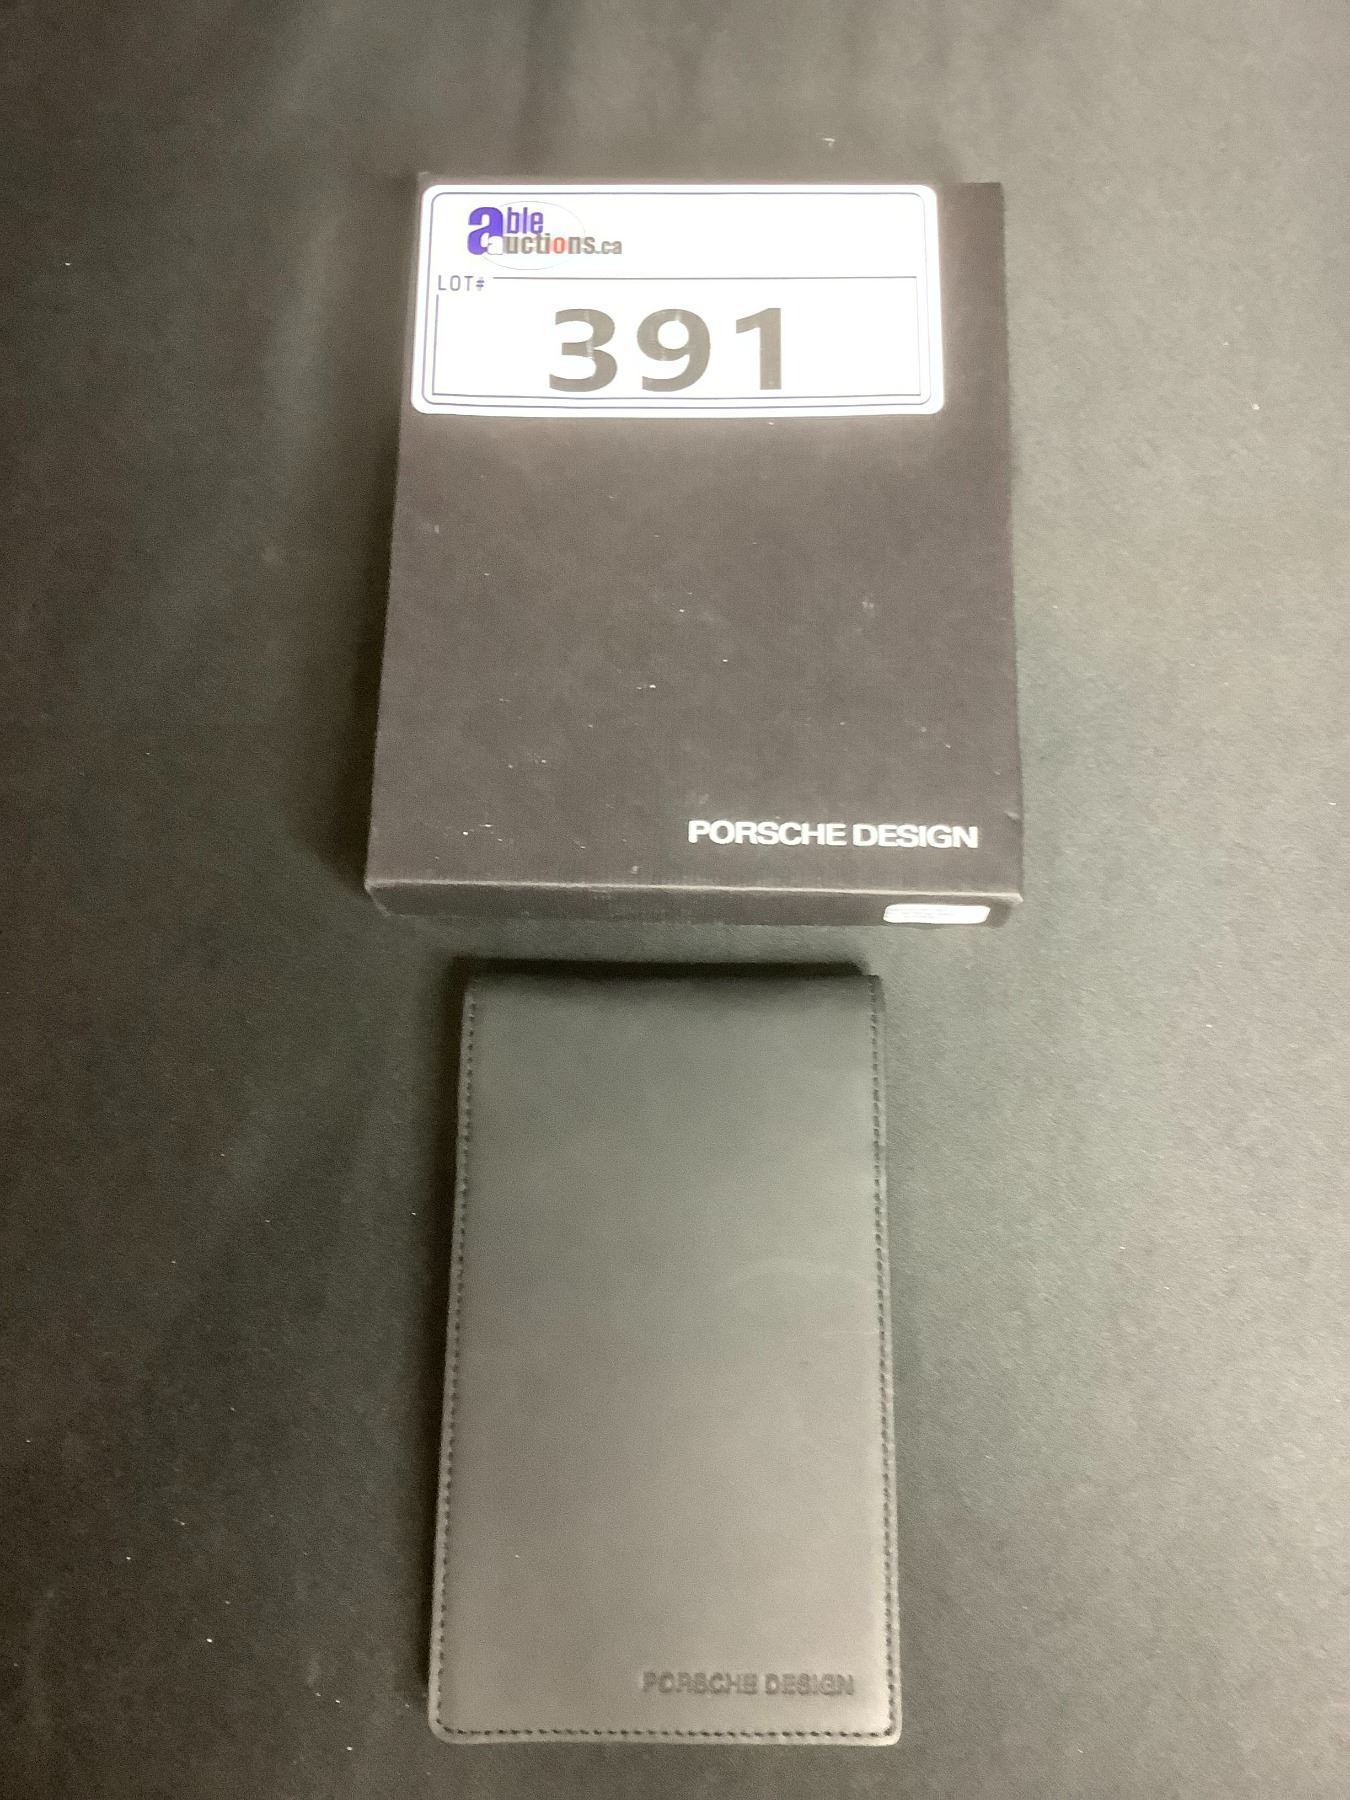 able
auctions.ca
LOT#
391
PORSCHE DESIGN
PORSCHE DESIGN